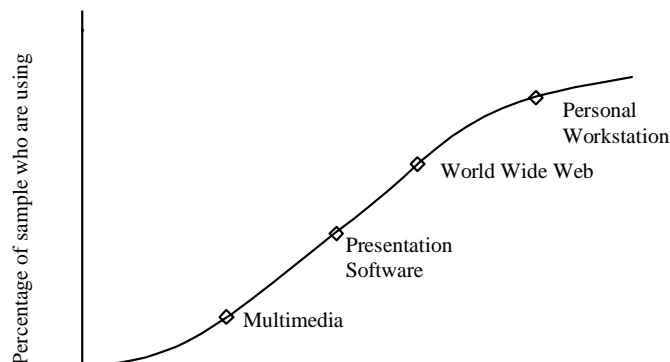 Percentage of sample who are using
Personal
Workstation
World Wide Web
Presentation
Software
Multimedia